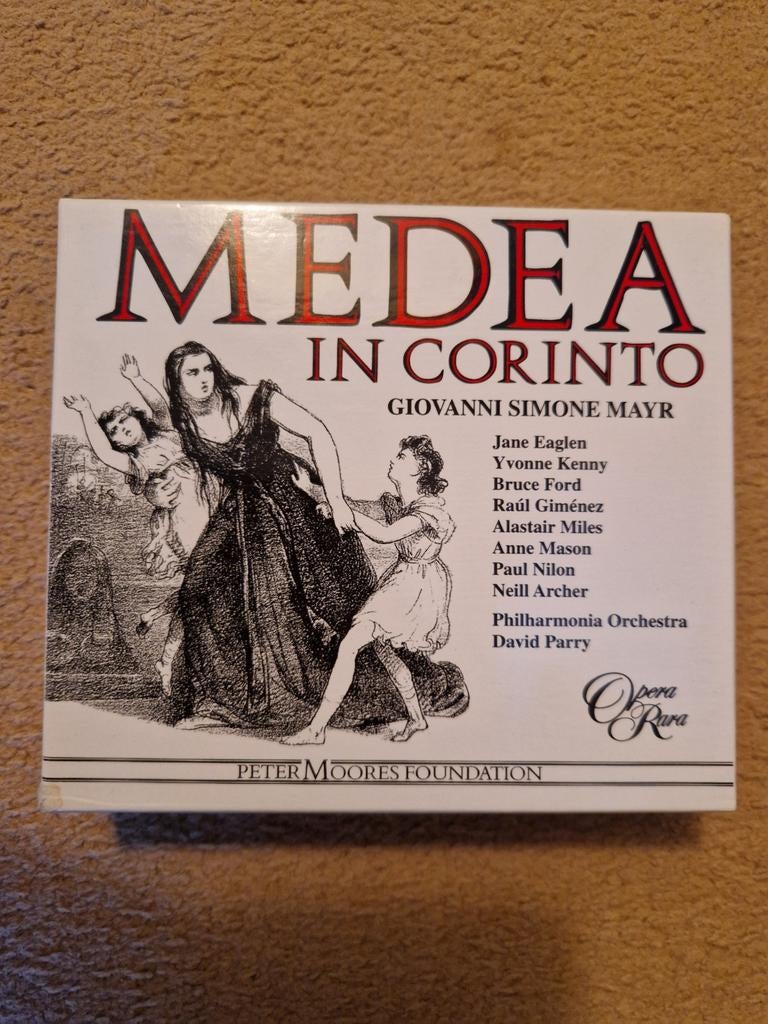 MEDEA
IN CORINTO
GIOVANNI SIMONE MAYR
Jane Eaglen
Yvonne Kenny
Bruce Ford
Raúl Giménez
Alastair Miles
Anne Mason
Paul Nilon
Neill Archer
Philharmonia Orchestra
David Parry
Opera
Rara
PETER MOORES FOUNDATION